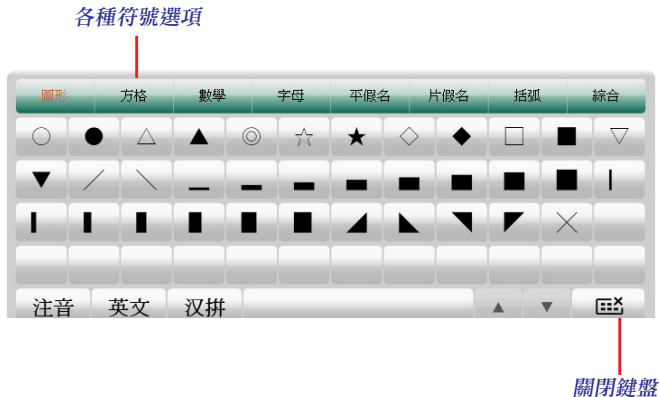 各種符號選項
圖形 方格 數學 字母 平假名 片假名 括弧 綜合
○ ● △ ▲ ◎ ☆ ★ ◇ ◆ □ ■ ▽
▼ ╱ ╲ ▁ ▂ ▃ ▄ ▅ ▆ ▇ █ ▏
▎ ▍ ▌ ▋ ▊ ▉ ◢ ◣ ◥ ◤ ╳
注音 英文 汉拼 ▲ ▼
關閉鍵盤